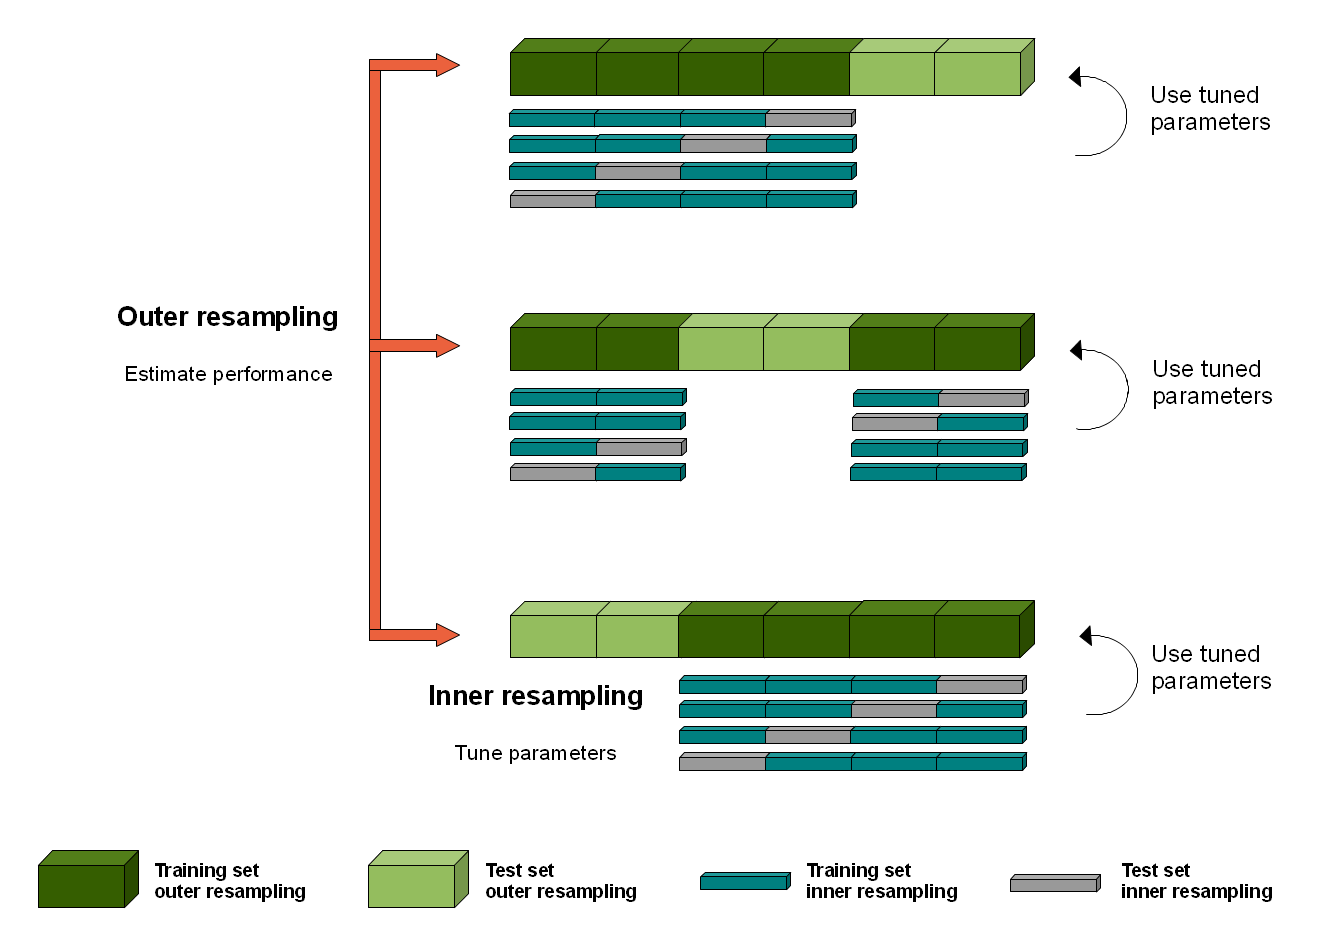 Use tuned
parameters
Outer resampling
Estimate performance
Use tuned
parameters
Inner resampling
Tune parameters
Use tuned
parameters
Training set
outer resampling
Test set
outer resampling
Training set
inner resampling
Test set
inner resampling